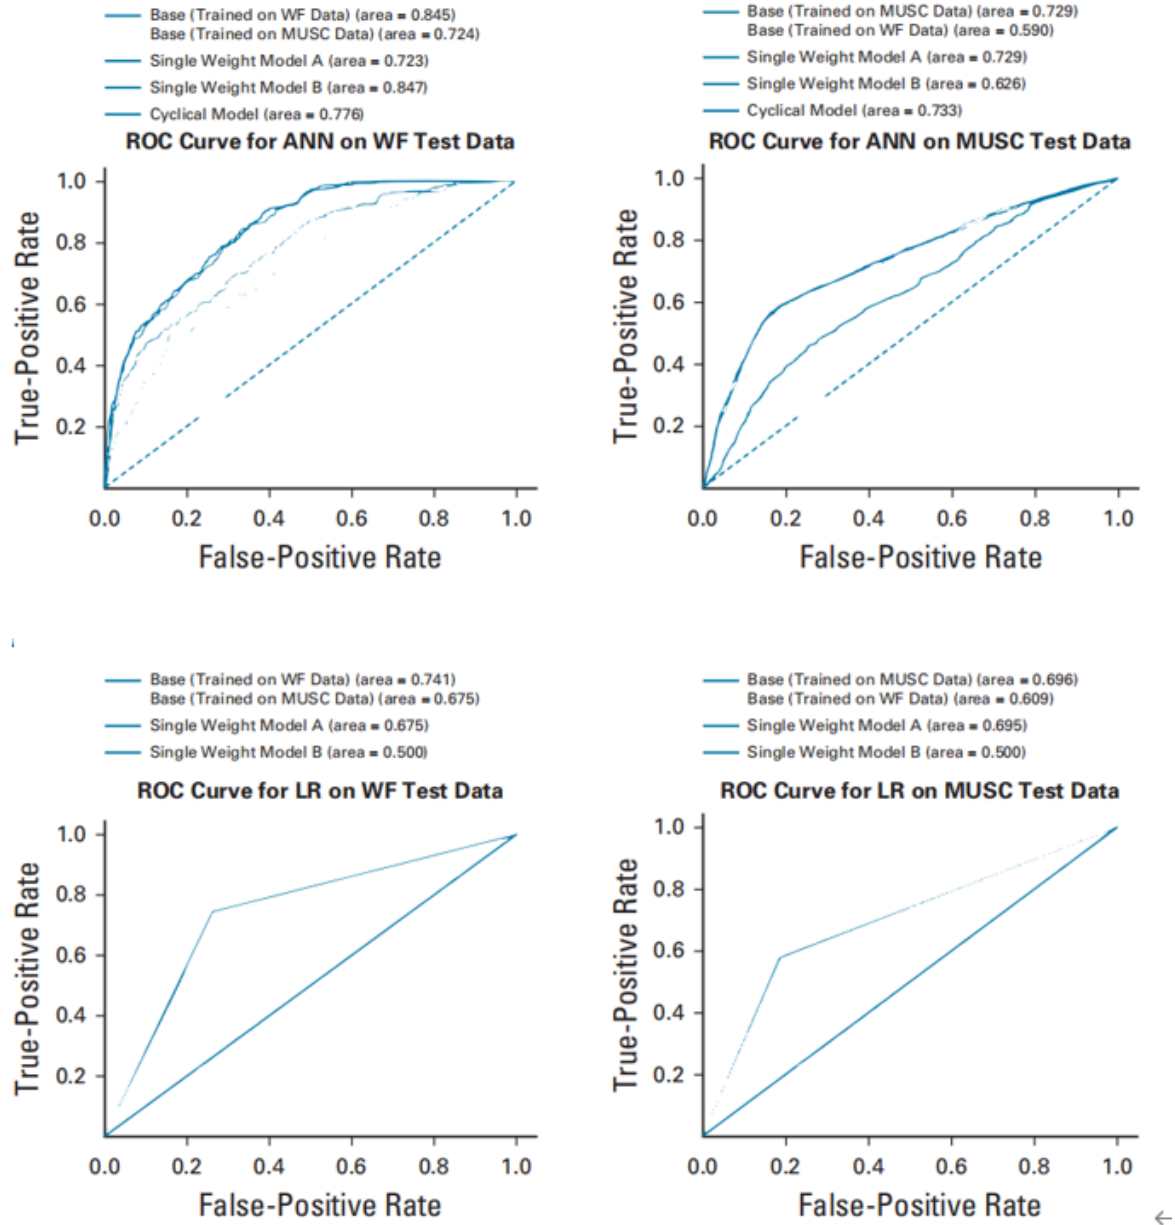 Base (Trained on WF Data) (area = 0.845)
Base (Trained on MUSC Data) (area = 0.724)
Single Weight Model A (area = 0.723)
Single Weight Model B (area = 0.847)
Cyclical Model (area = 0.776)
ROC Curve for ANN on WF Test Data
True-Positive Rate
1.0
0.8
0.6
0.4
0.2
0.0 0.2 0.4 0.6 0.8 1.0
False-Positive Rate
Base (Trained on MUSC Data) (area = 0.729)
Base (Trained on WF Data) (area = 0.590)
Single Weight Model A (area = 0.729)
Single Weight Model B (area = 0.626)
Cyclical Model (area = 0.733)
ROC Curve for ANN on MUSC Test Data
True-Positive Rate
1.0
0.8
0.6
0.4
0.2
0.0 0.2 0.4 0.6 0.8 1.0
False-Positive Rate
Base (Trained on WF Data) (area = 0.741)
Base (Trained on MUSC Data) (area = 0.675)
Single Weight Model A (area = 0.675)
Single Weight Model B (area = 0.500)
ROC Curve for LR on WF Test Data
True-Positive Rate
1.0
0.8
0.6
0.4
0.2
0.0 0.2 0.4 0.6 0.8 1.0
False-Positive Rate
Base (Trained on MUSC Data) (area = 0.696)
Base (Trained on WF Data) (area = 0.609)
Single Weight Model A (area = 0.695)
Single Weight Model B (area = 0.500)
ROC Curve for LR on MUSC Test Data
True-Positive Rate
1.0
0.8
0.6
0.4
0.2
0.0 0.2 0.4 0.6 0.8 1.0
False-Positive Rate